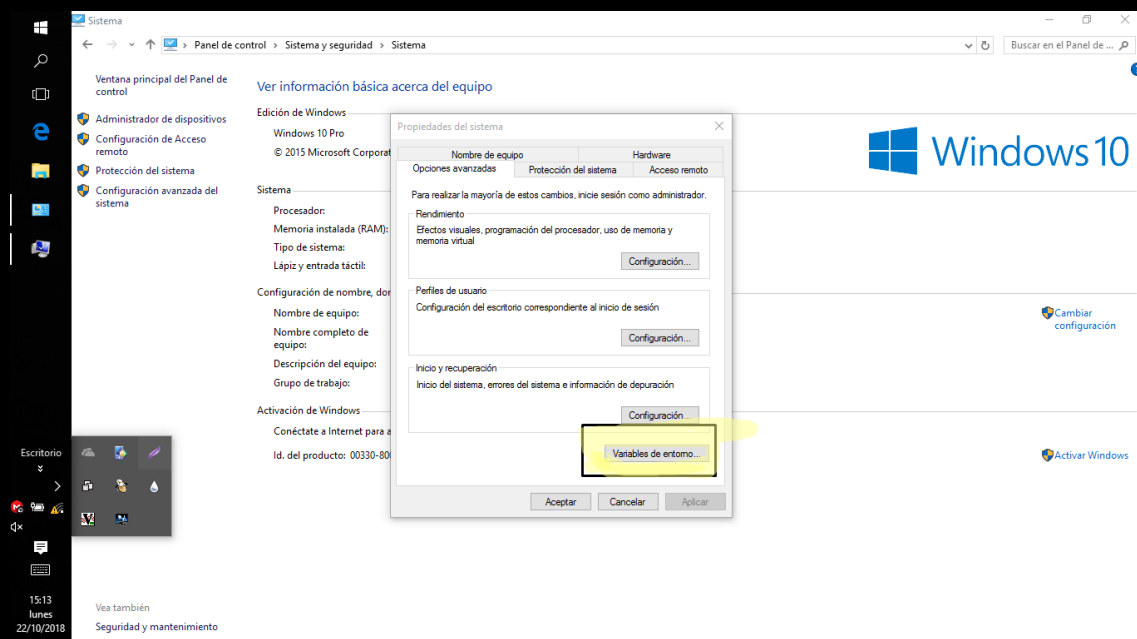 Sistema
Panel de control > Sistema y seguridad > Sistema
Buscar en el Panel de ...
Ventana principal del Panel de
control
Administrador de dispositivos
Configuración de Acceso
remoto
Protección del sistema
Configuración avanzada del
sistema
Ver información básica acerca del equipo
Edición de Windows
Windows 10 Pro
© 2015 Microsoft Corporat
Windows 10
Sistema
Procesador:
Memoria instalada (RAM):
Tipo de sistema:
Lápiz y entrada táctil:
Configuración de nombre, dor
Nombre de equipo:
Nombre completo de
equipo:
Descripción del equipo:
Grupo de trabajo:
Cambiar
configuración
Activación de Windows
Conéctate a Internet para a
Id. del producto: 00330-800
Activar Windows
Propiedades del sistema
Nombre de equipo
Hardware
Opciones avanzadas
Protección del sistema
Acceso remoto
Para realizar la mayoría de estos cambios, inicie sesión como administrador.
Rendimiento
Efectos visuales, programación del procesador, uso de memoria y
memoria virtual
Configuración...
Perfiles de usuario
Configuración del escritorio correspondiente al inicio de sesión
Configuración...
Inicio y recuperación
Inicio del sistema, errores del sistema e información de depuración
Configuración...
Variables de entorno...
Aceptar
Cancelar
Aplicar
Escritorio
15:13
lunes
22/10/2018
Vea también
Seguridad y mantenimiento